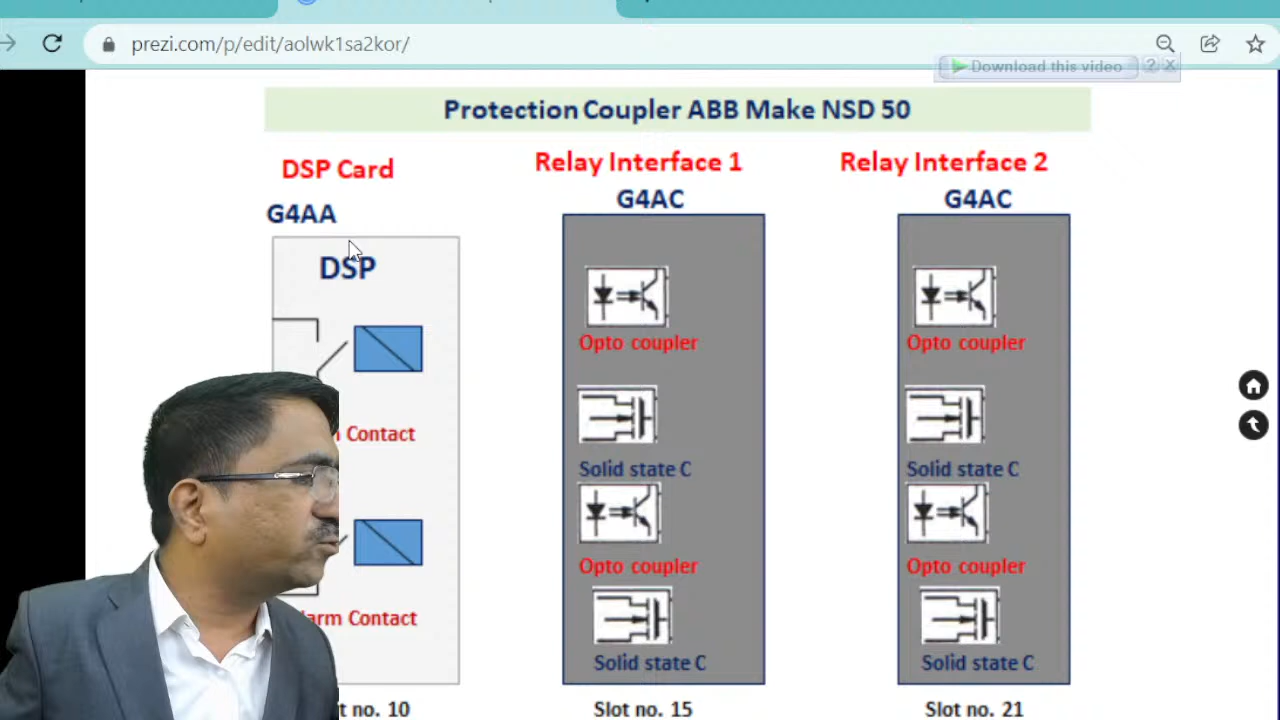 prezi.com/p/edit/aolwk1sa2kor/
Download this video
?
X
Protection Coupler ABB Make NSD 50
DSP Card
Relay Interface 1
Relay Interface 2
G4AA
G4AC
G4AC
DSP
Opto coupler
Opto coupler
Contact
Solid state C
Solid state C
Opto coupler
Opto coupler
Contact
Solid state C
Solid state C
no. 10
Slot no. 15
Slot no. 21